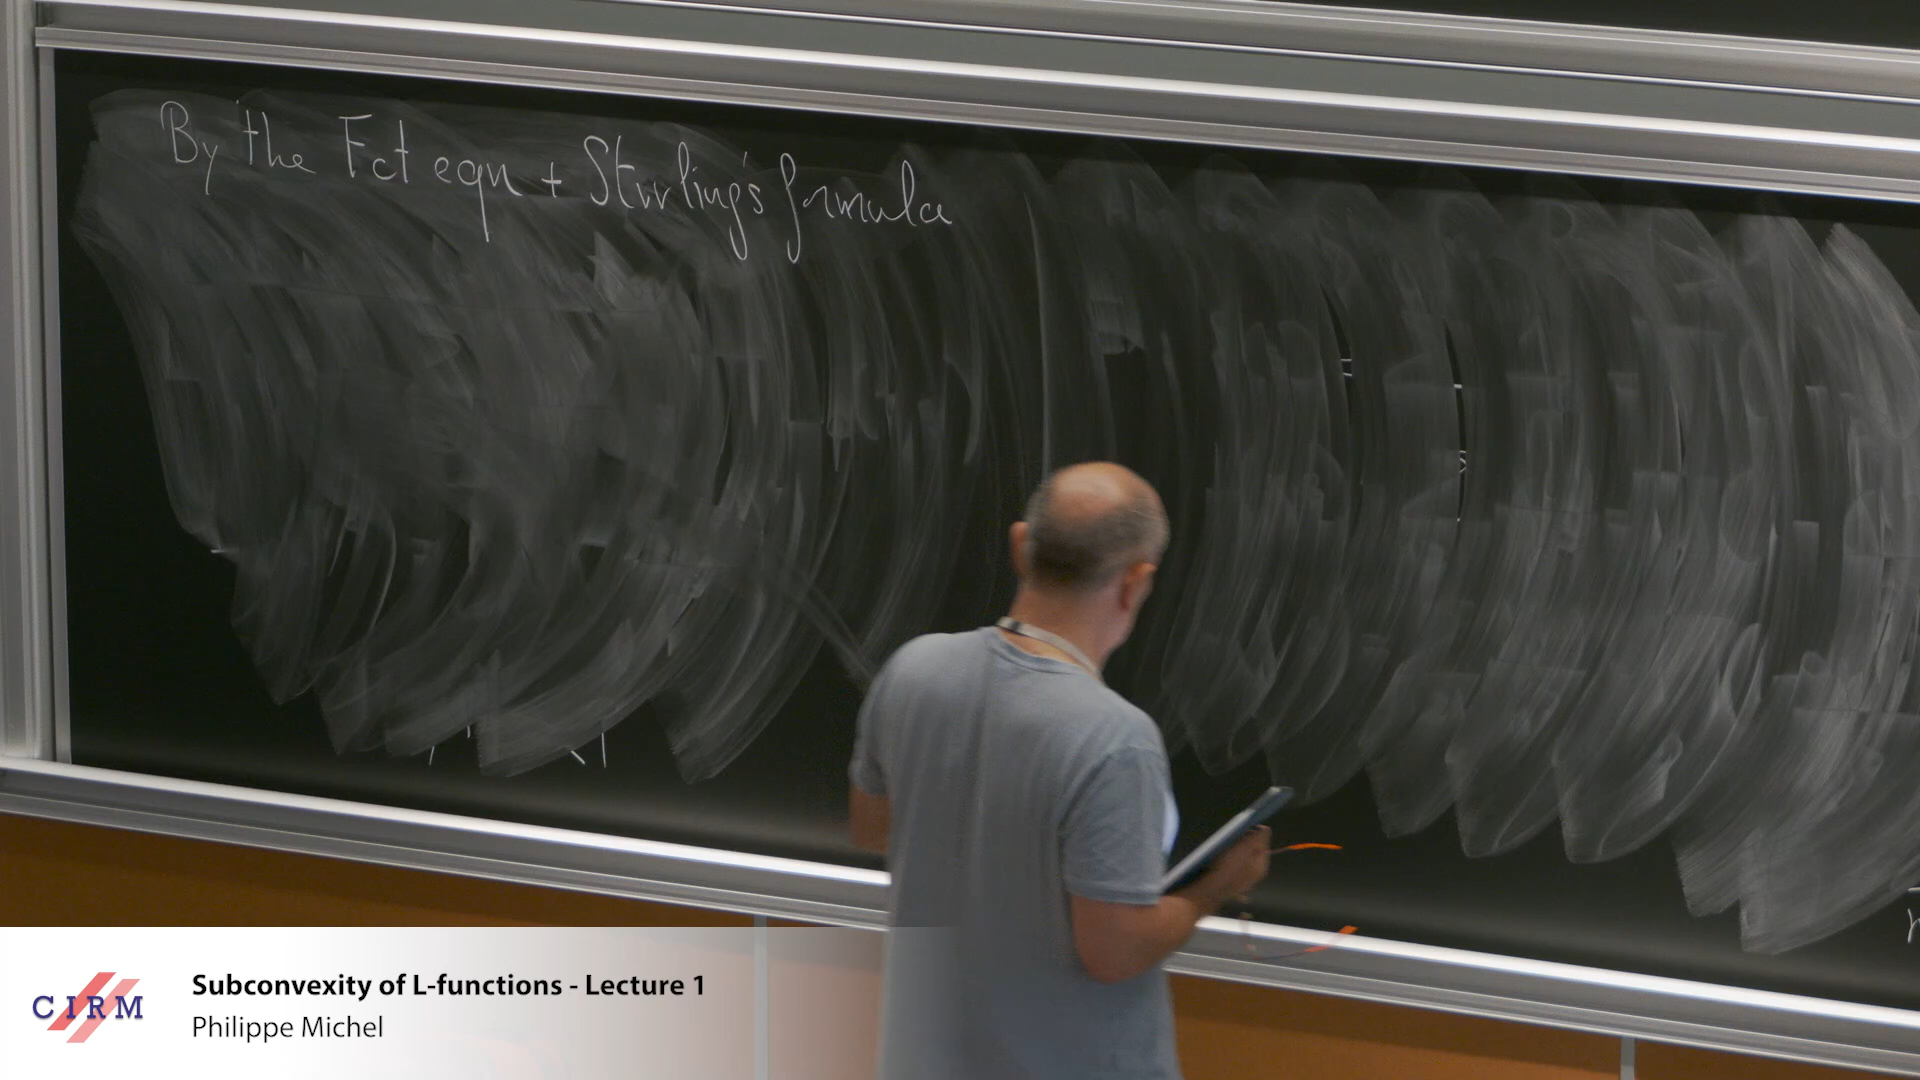 By the Fct eqn + Stirling's formula
CIRM
Subconvexity of L-functions - Lecture 1
Philippe Michel